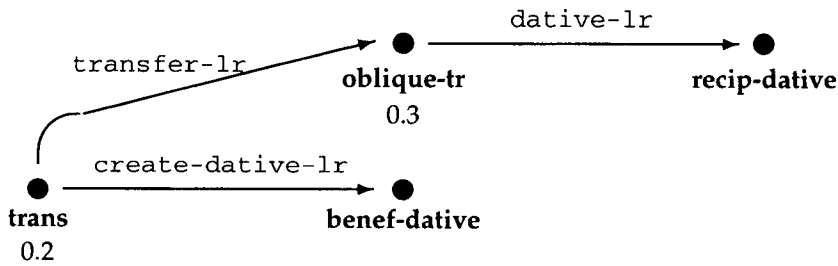 dative-lr
transfer-lr
oblique-tr
recip-dative
0.3
create-dative-lr
trans
benef-dative
0.2